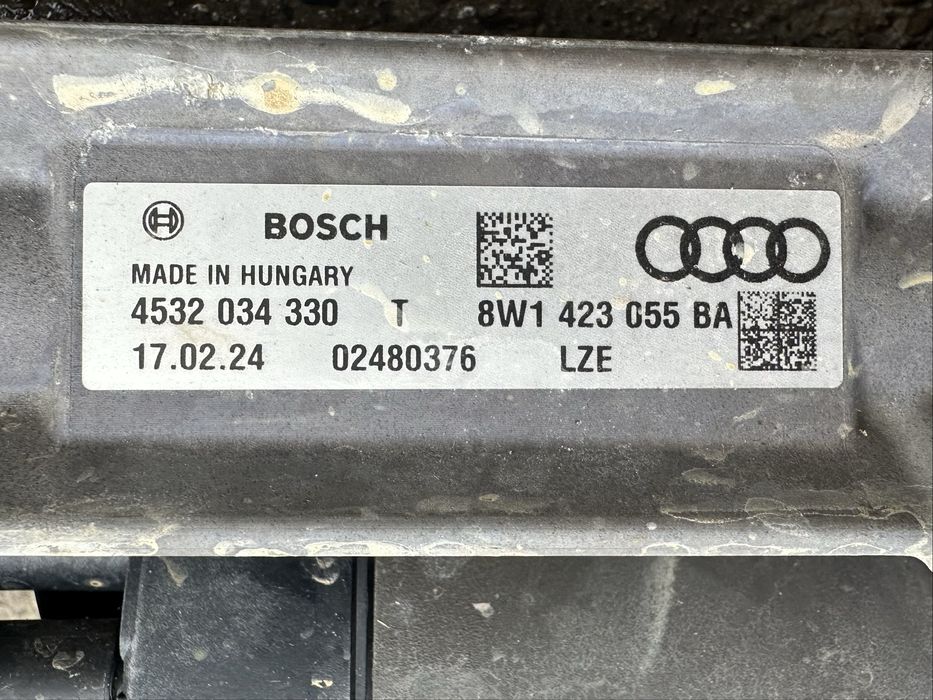 BOSCH
MADE IN HUNGARY
4532 034 330 T 8W1 423 055 BA
17.02.24 02480376 LZE